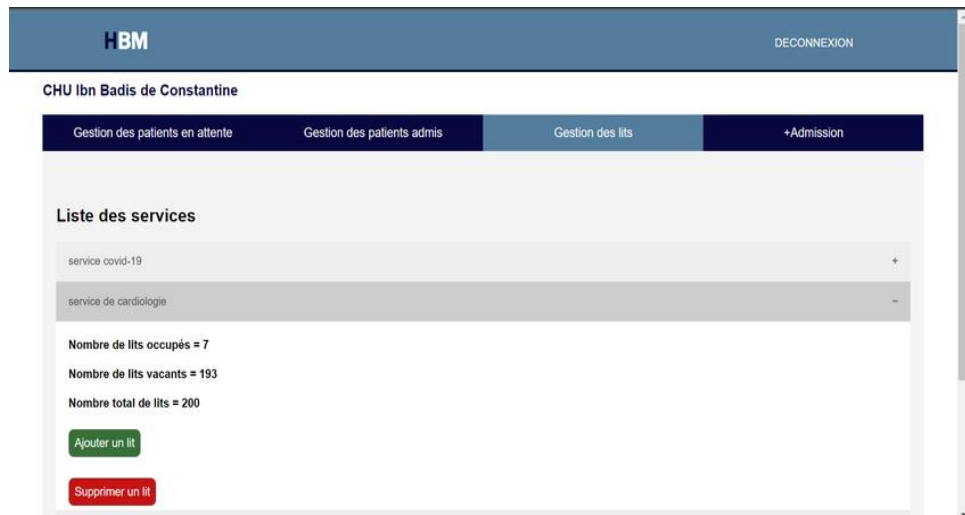 HBM
DECONNEXION
CHU Ibn Badis de Constantine
Gestion des patients en attente
Gestion des patients admis
Gestion des lits
+Admission
Liste des services
service covid-19 +
service de cardiologie −
Nombre de lits occupés = 7
Nombre de lits vacants = 193
Nombre total de lits = 200
Ajouter un lit
Supprimer un lit